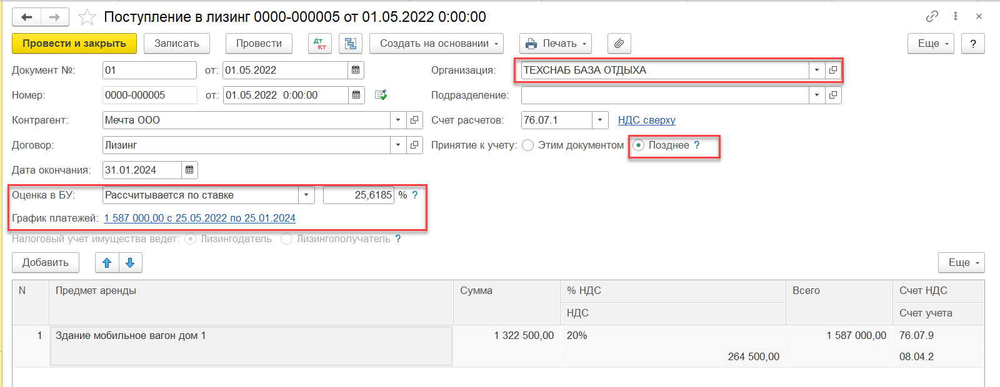 Поступление в лизинг 0000-000005 от 01.05.2022 0:00:00
Провести и закрыть Записать Провести Дт Кт Создать на основании Печать Еще ?
Документ №: 01 от: 01.05.2022 Организация: ТЕХСНАБ БАЗА ОТДЫХА
Номер: 0000-000005 от: 01.05.2022 0:00:00 Подразделение:
Контрагент: Мечта ООО Счет расчетов: 76.07.1 НДС сверху
Договор: Лизинг Принятие к учету: Этим документом Позднее ?
Дата окончания: 31.01.2024
Оценка в БУ: Рассчитывается по ставке 25,6185 % ?
График платежей: 1 587 000,00 с 25.05.2022 по 25.01.2024
Налоговый учет имущества ведет: Лизингодатель Лизингополучатель ?
Добавить Еще
N Предмет аренды Сумма % НДС Всего Счет НДС
НДС Счет учета
1 Здание мобильное вагон дом 1 1 322 500,00 20% 1 587 000,00 76.07.9
264 500,00 08.04.2